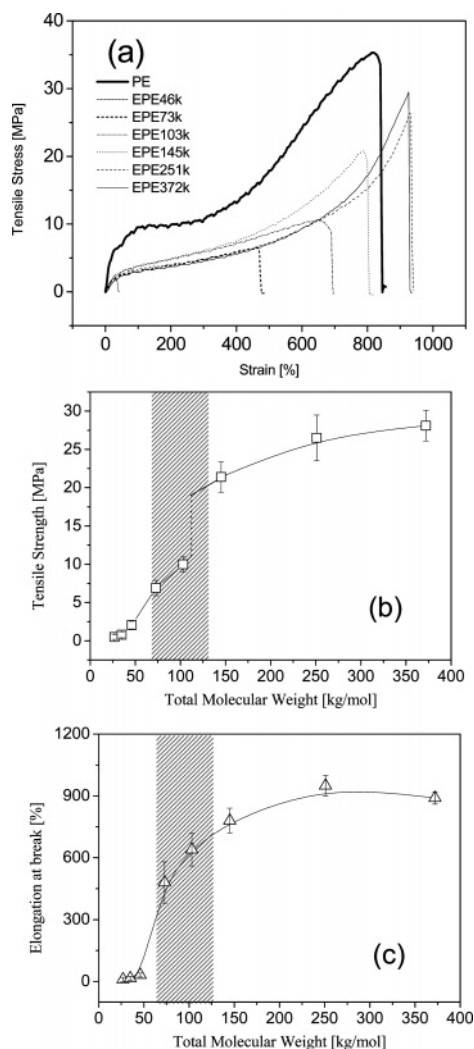 (a)
PE
EPE46k
EPE73k
EPE103k
EPE145k
EPE251k
EPE372k
Tensile Stress [MPa]
40
30
20
10
0
0 200 400 600 800 1000
Strain [%]
Tensile Strength [MPa]
30
25
20
15
10
5
0
(b)
0 50 100 150 200 250 300 350 400
Total Molecular Weight [kg/mol]
Elongation at break [%]
1200
900
600
300
0
(c)
0 50 100 150 200 250 300 350 400
Total Molecular Weight [kg/mol]